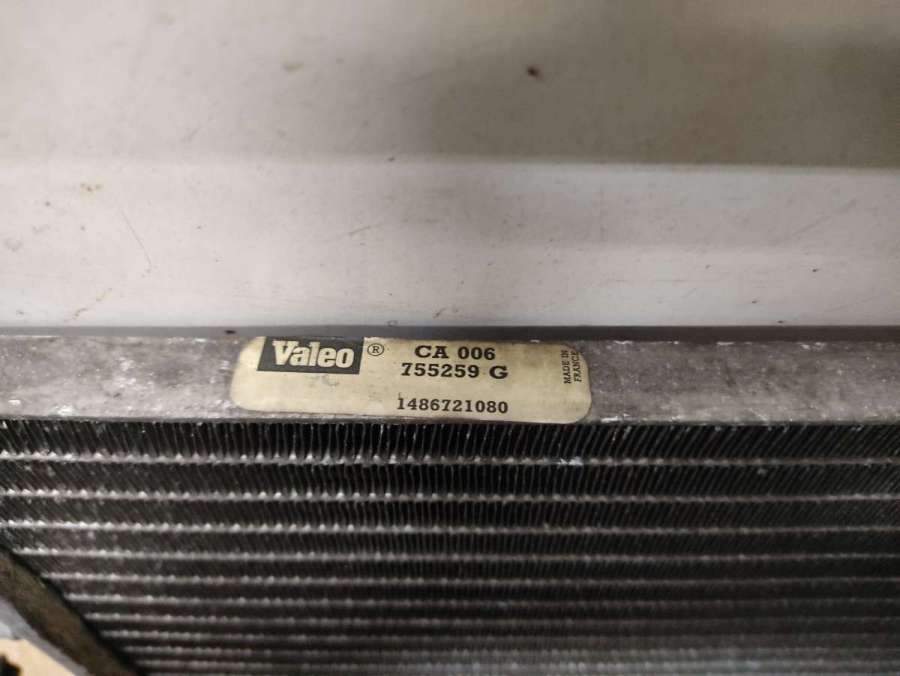 Valeo ® CA 006
755259 G
1486721080
MADE IN
FRANCE